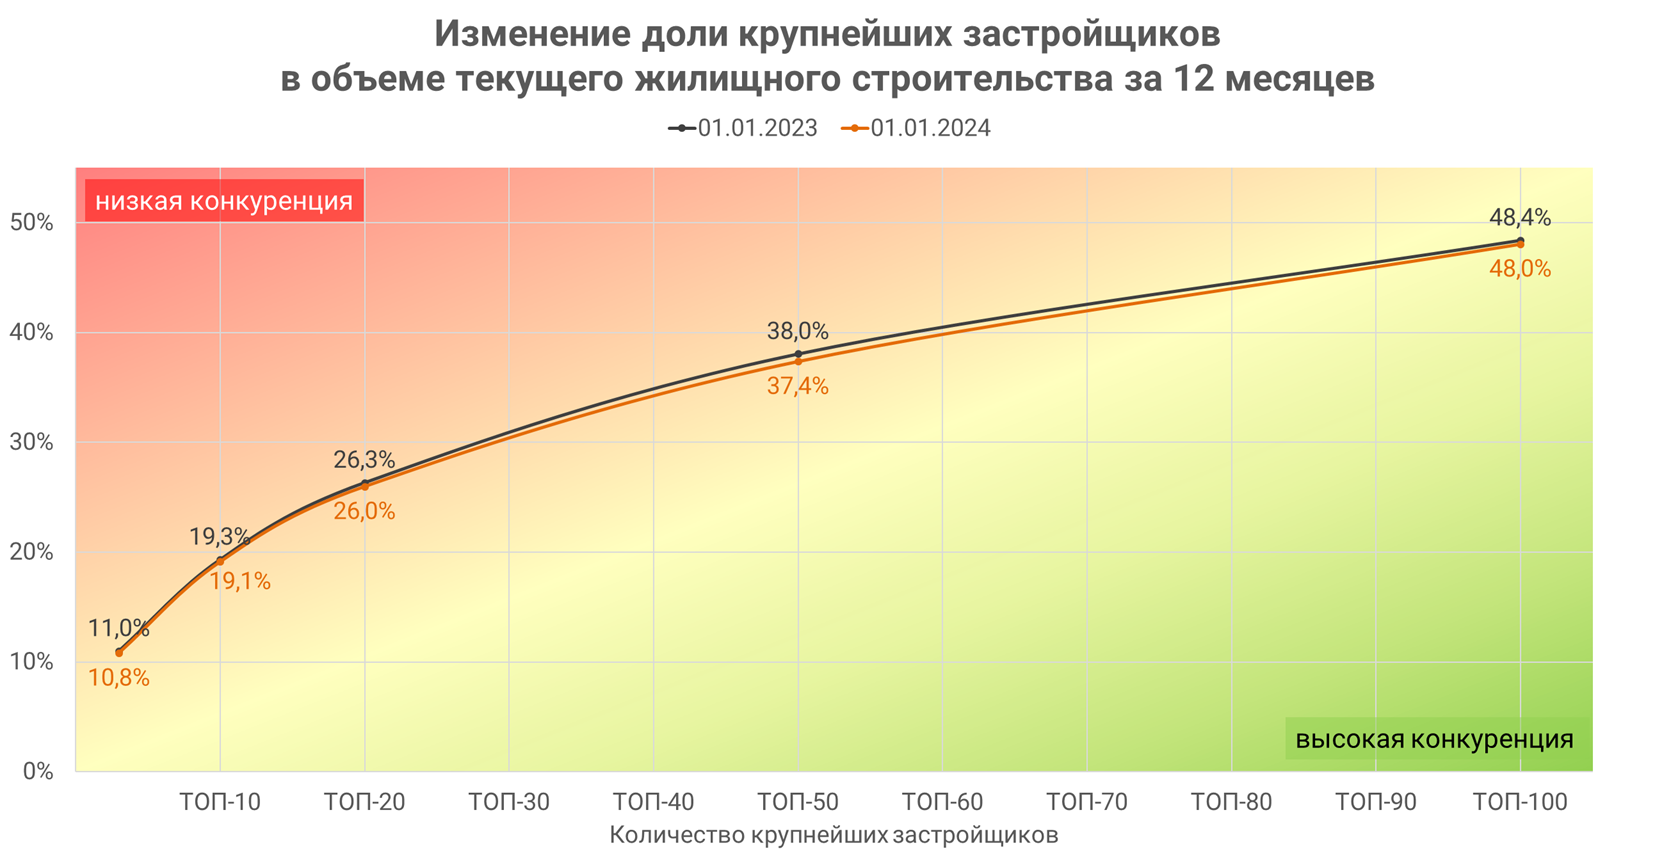 Изменение доли крупнейших застройщиков
в объеме текущего жилищного строительства за 12 месяцев
01.01.2023 01.01.2024
низкая конкуренция
50%
40%
30%
20%
10%
0%
11,0%
19,3%
26,3%
38,0%
48,4%
10,8%
19,1%
26,0%
37,4%
48,0%
высокая конкуренция
ТОП-10 ТОП-20 ТОП-30 ТОП-40 ТОП-50 ТОП-60 ТОП-70 ТОП-80 ТОП-90 ТОП-100
Количество крупнейших застройщиков